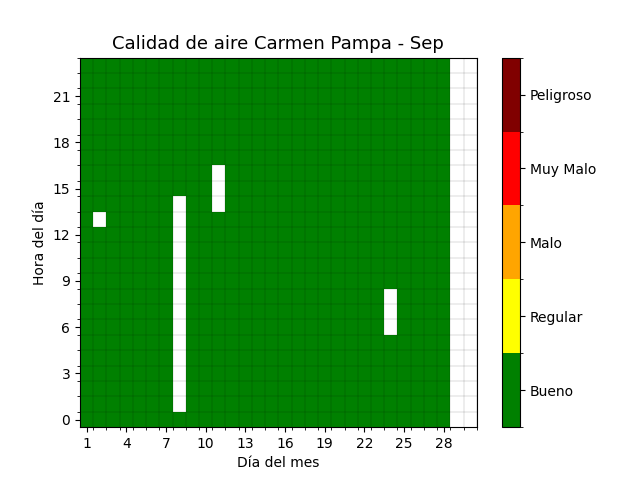 Calidad de aire Carmen Pampa - Sep
Hora del día
21
18
15
12
9
6
3
0
1 4 7 10 13 16 19 22 25 28
Día del mes
Peligroso
Muy Malo
Malo
Regular
Bueno